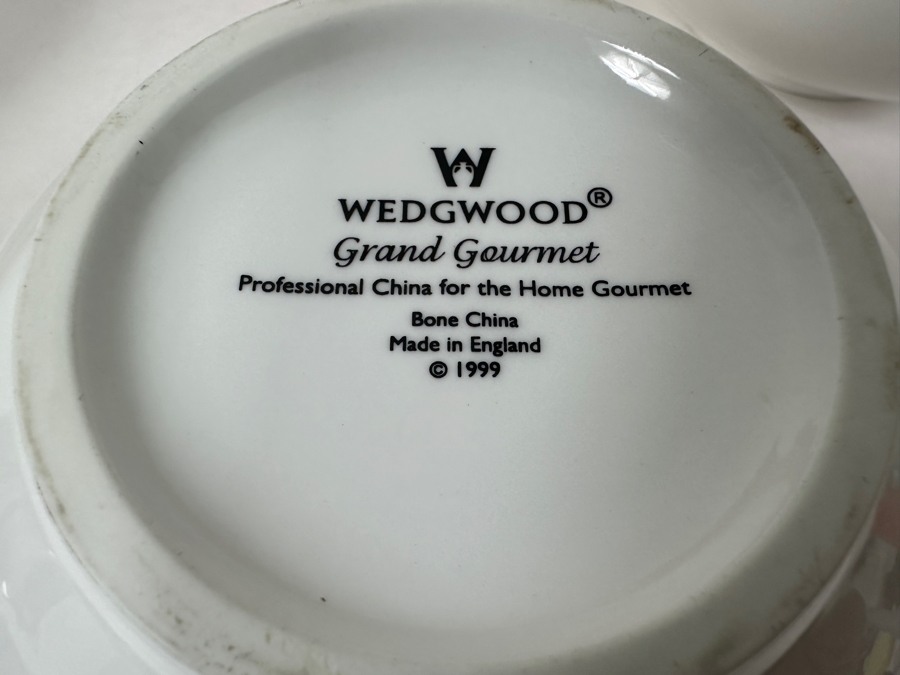 W
WEDGWOOD®
Grand Gourmet
Professional China for the Home Gourmet
Bone China
Made in England
© 1999